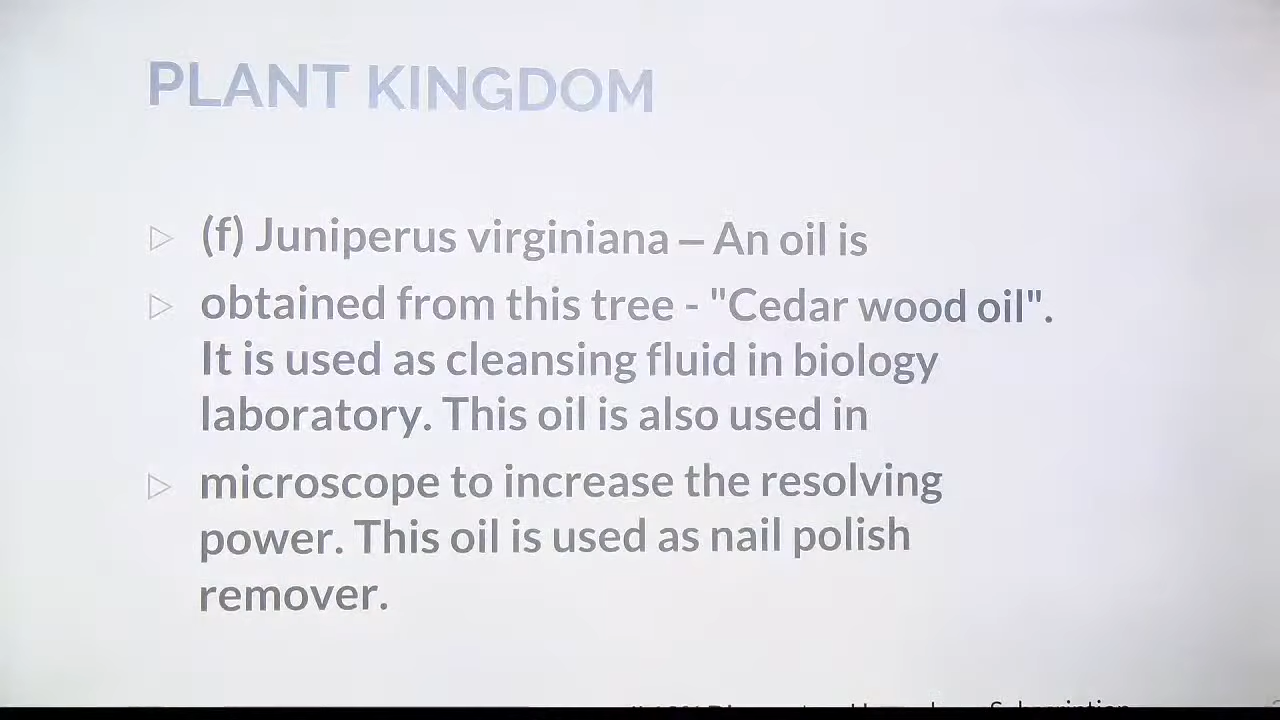 PLANT KINGDOM
(f) Juniperus virginiana – An oil is
obtained from this tree - "Cedar wood oil".
It is used as cleansing fluid in biology
laboratory. This oil is also used in
microscope to increase the resolving
power. This oil is used as nail polish
remover.